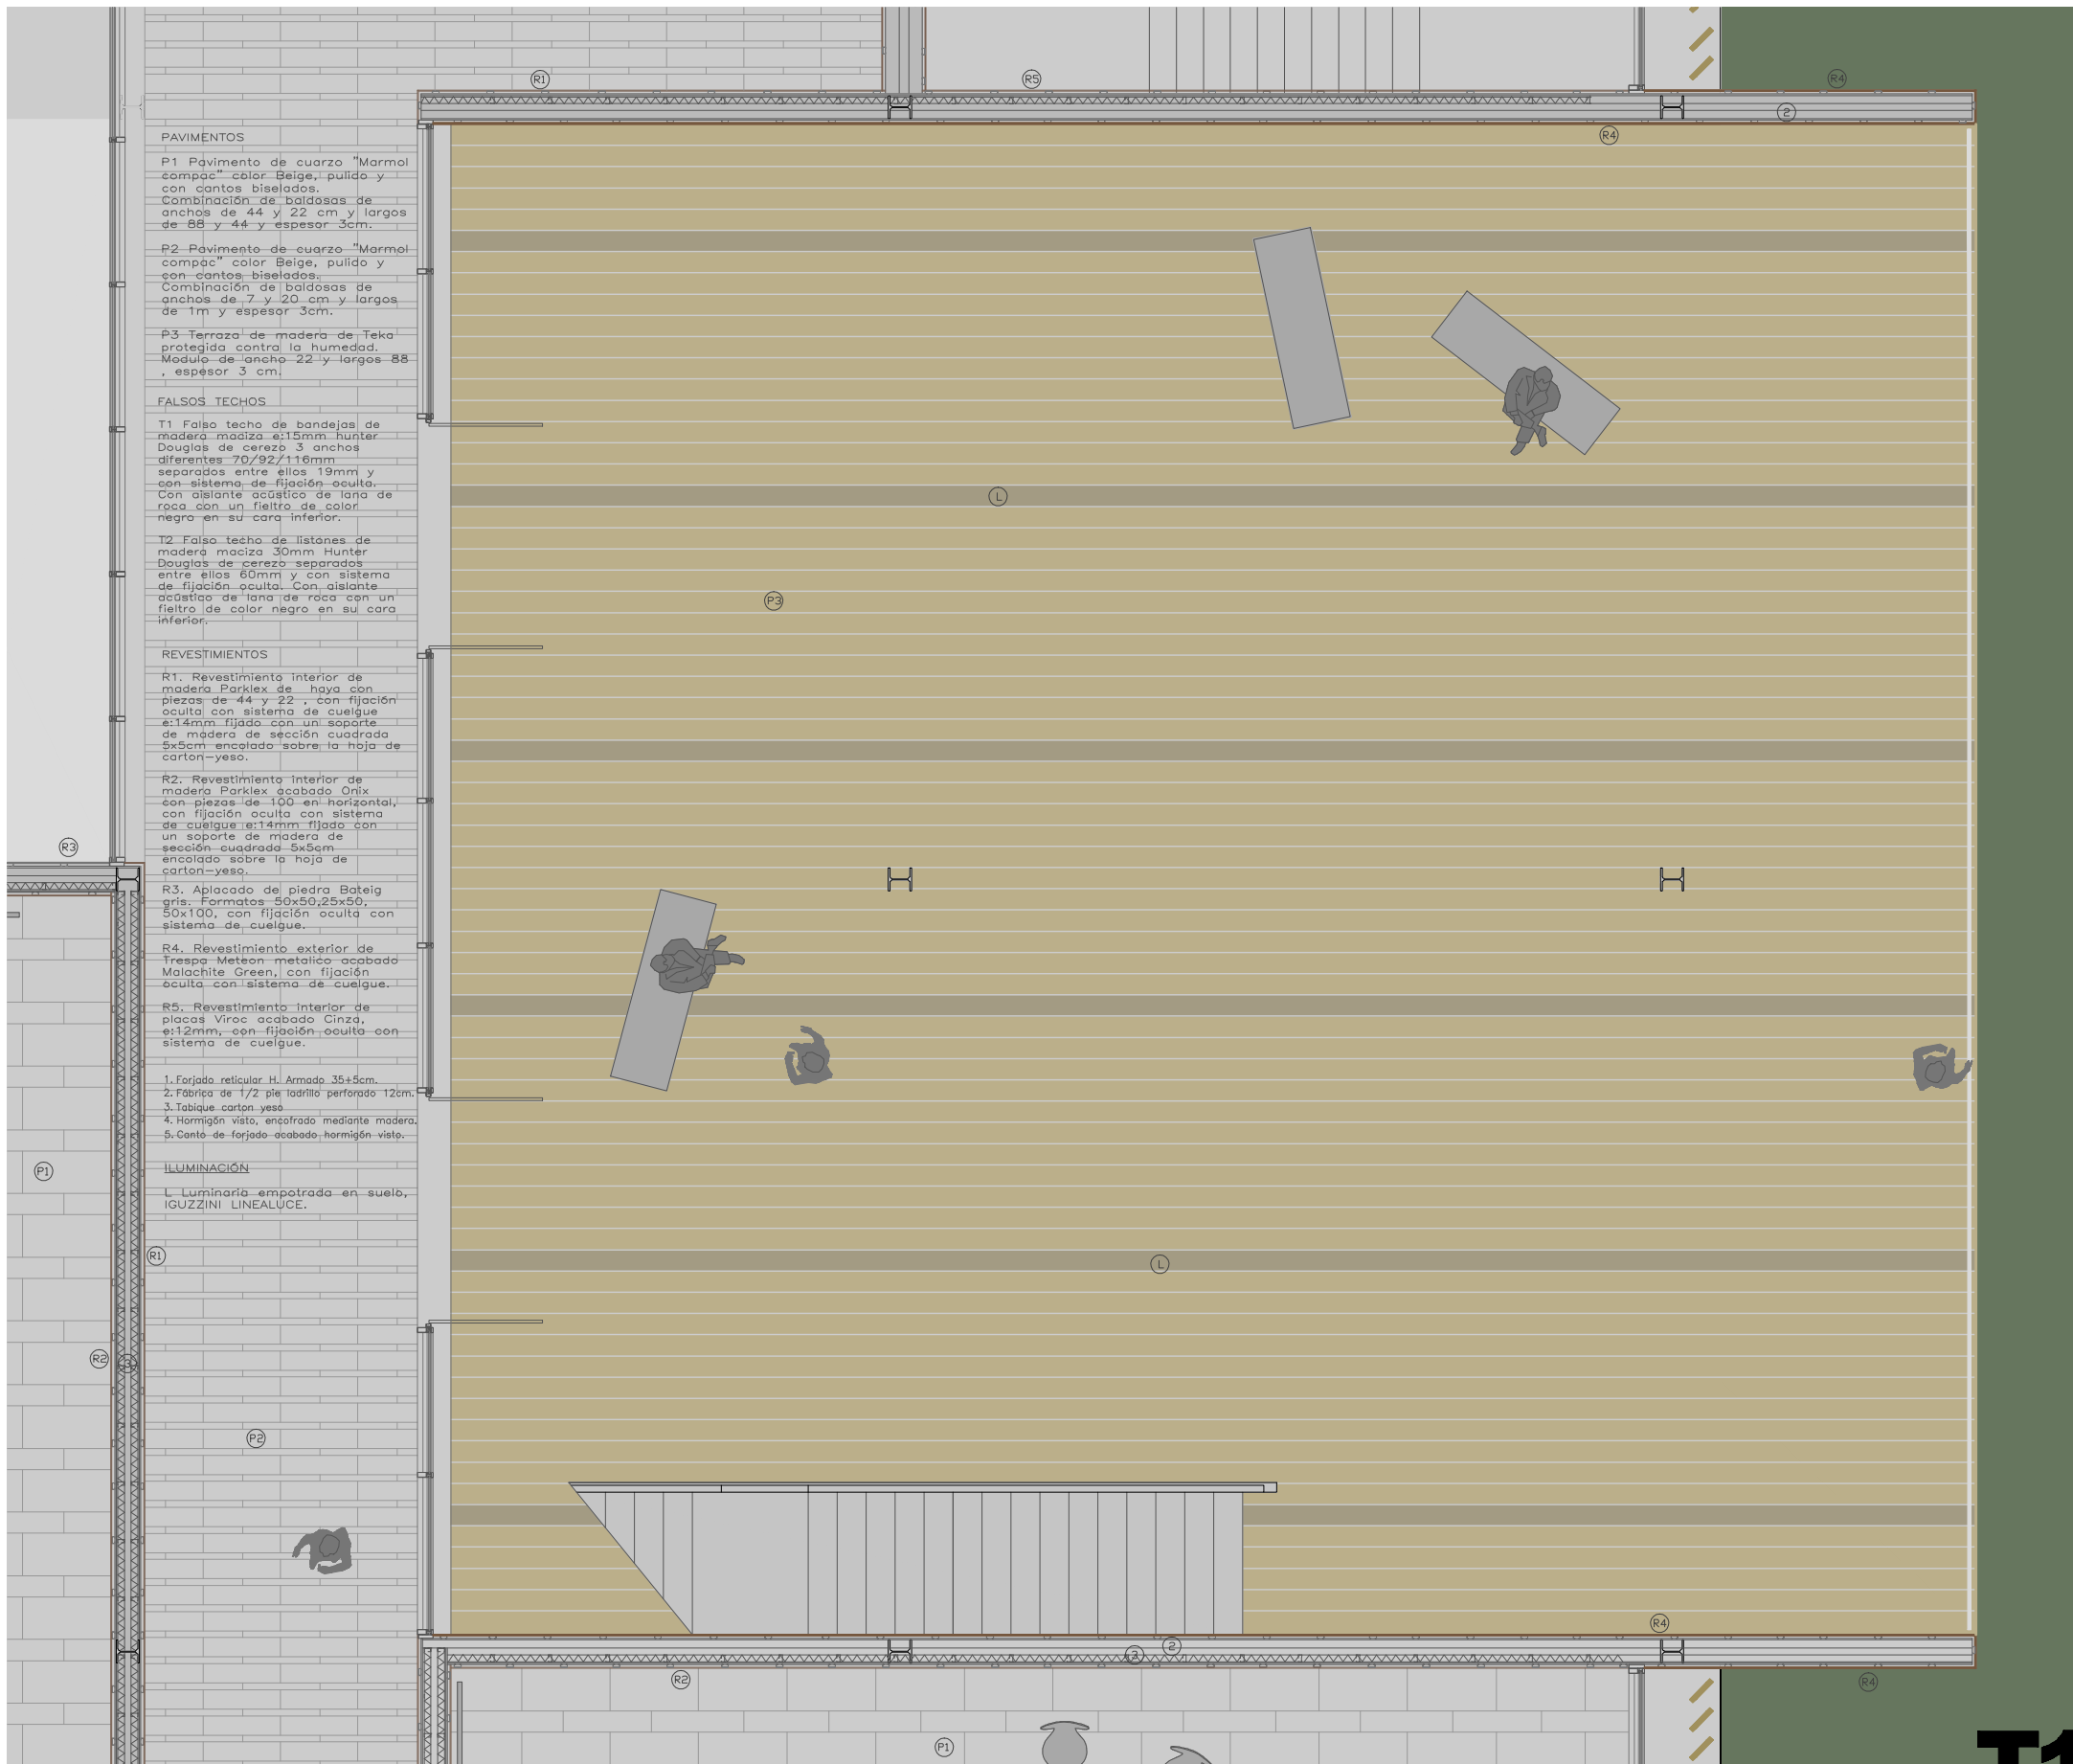 R1
R5
R4
2
R4
PAVIMENTOS
P1 Pavimento de cuarzo "Marmol
compac" color Beige, pulido y
con cantos biselados.
Combinación de baldosas de
anchos de 44 y 22 cm y largos
de 88 y 44 y espesor 3cm.
P2 Pavimento de cuarzo "Marmol
compac" color Beige, pulido y
con cantos biselados.
Combinación de baldosas de
anchos de 7 y 20 cm y largos
de 1m y espesor 3cm.
P3 Terraza de madera de Teka
protegida contra la humedad.
Modulo de ancho 22 y largos 88
, espesor 3 cm.
FALSOS TECHOS
T1 Falso techo de bandejas de
madera maciza e:15mm hunter
Douglas de cerezo 3 anchos
diferentes 70/92/116mm
separados entre ellos 19mm y
con sistema de fijación oculta.
Con aislante acústico de lana de
roca con un fieltro de color
negro en su cara inferior.
T2 Falso techo de listones de
madera maciza 30mm Hunter
Douglas de cerezo separados
entre ellos 60mm y con sistema
de fijación oculta. Con aislante
acústico de lana de roca con un
fieltro de color negro en su cara
inferior.
REVESTIMIENTOS
R1. Revestimiento interior de
madera Parklex de haya con
piezas de 44 y 22 , con fijación
oculta con sistema de cuelgue
e:14mm fijado con un soporte
de madera de sección cuadrada
5x5cm encolado sobre la hoja de
carton-yeso.
R2. Revestimiento interior de
madera Parklex acabado Onix
con piezas de 100 en horizontal,
con fijación oculta con sistema
de cuelgue e:14mm fijado con
un soporte de madera de
sección cuadrada 5x5cm
encolado sobre la hoja de
carton-yeso.
R3. Aplacado de piedra Bateig
gris. Formatos 50x50,25x50,
50x100, con fijación oculta con
sistema de cuelgue.
R4. Revestimiento exterior de
Trespa Meteon metalico acabado
Malachite Green, con fijación
oculta con sistema de cuelgue.
R5. Revestimiento interior de
placas Viroc acabado Cinza,
e:12mm, con fijación oculta con
sistema de cuelgue.
1. Forjado reticular H. Armado 35+5cm.
2. Fábrica de 1/2 pie ladrillo perforado 12cm.
3. Tabique carton yeso
4. Hormigón visto, encofrado mediante madera.
5. Canto de forjado acabado hormigón visto.
ILUMINACIÓN
L Luminaria empotrada en suelo,
IGUZZINI LINEALUCE.
L
P3
R3
P1
R1
L
R2
3
P2
R4
2
3
R2
R4
P1
T1